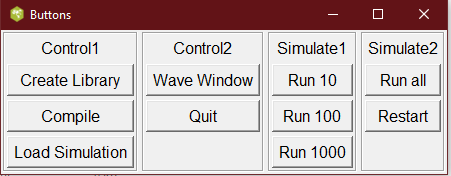 Buttons
Control1
Create Library
Compile
Load Simulation
Control2
Wave Window
Quit
Simulate1
Run 10
Run 100
Run 1000
Simulate2
Run all
Restart